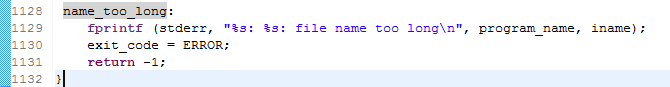 1128 name_too_long:
1129 fprintf (stderr, "%s: %s: file name too long\n", program_name, iname);
1130 exit_code = ERROR;
1131 return -1;
1132 }